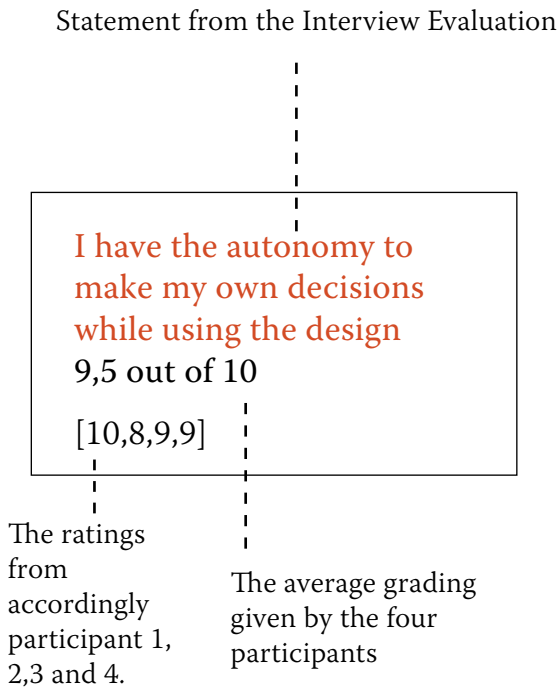 Statement from the Interview Evaluation
I have the autonomy to
make my own decisions
while using the design
9,5 out of 10
[10,8,9,9]
The ratings
from
accordingly
participant 1,
2,3 and 4.
The average grading
given by the four
participants